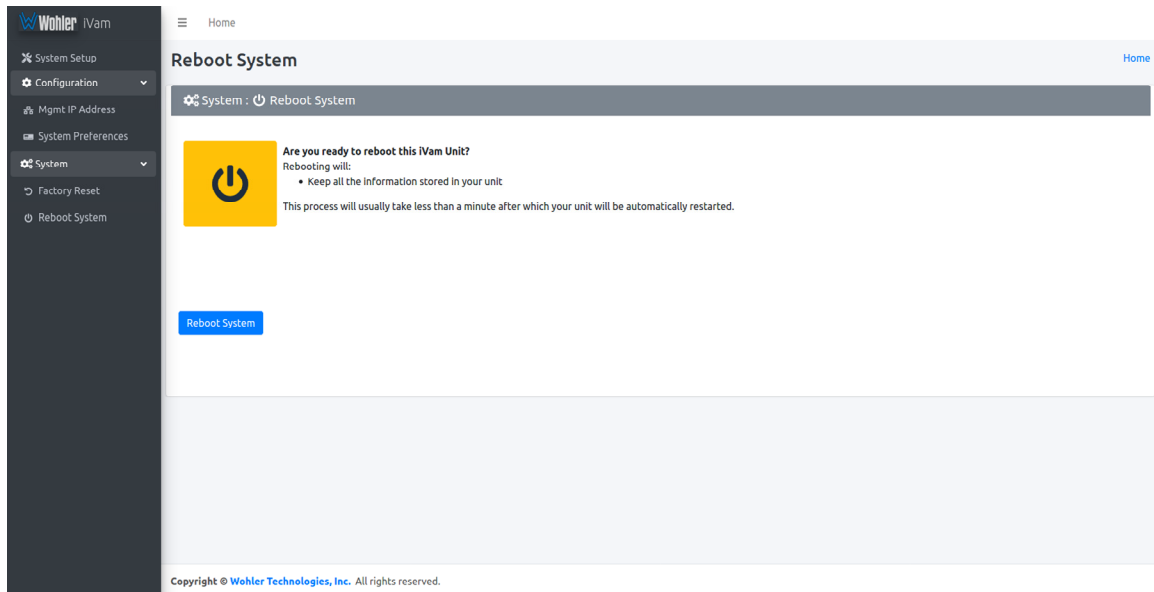 Wohler iVam
System Setup
Configuration
Mgmt IP Address
System Preferences
System
Factory Reset
Reboot System
Home
Reboot System
Home
System : Reboot System
Are you ready to reboot this iVam Unit?
Rebooting will:
• Keep all the information stored in your unit
This process will usually take less than a minute after which your unit will be automatically restarted.
Reboot System
Copyright © Wohler Technologies, Inc. All rights reserved.